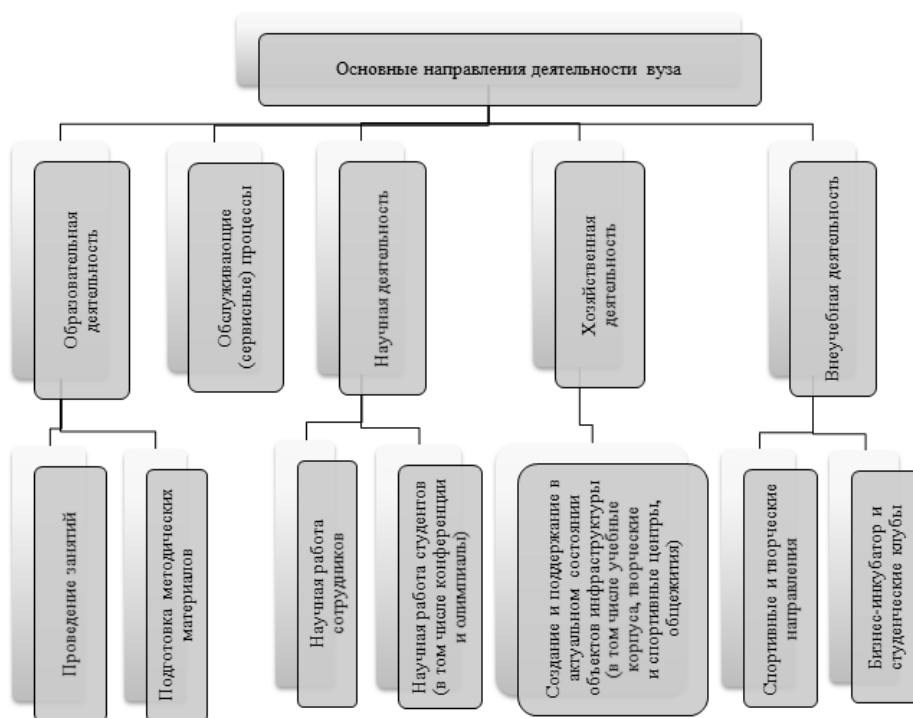 Основные направления деятельности вуза
Образовательная
деятельность
Обслуживающие
(сервисные) процессы
Научная деятельность
Хозяйственная
деятельность
Внеучебная деятельность
Проведение занятий
Подготовка методических
материалов
Научная работа
сотрудников
Научная работа студентов
(в том числе конференции
и олимпиалы)
Создание и поддержание в
актуальном состоянии
объектов инфраструктуры
(в том числе учебные
корпуса, творческие
и спортивные центры,
общежития)
Спортивные и творческие
направления
Бизнес-инкубатор и
студенческие клубы